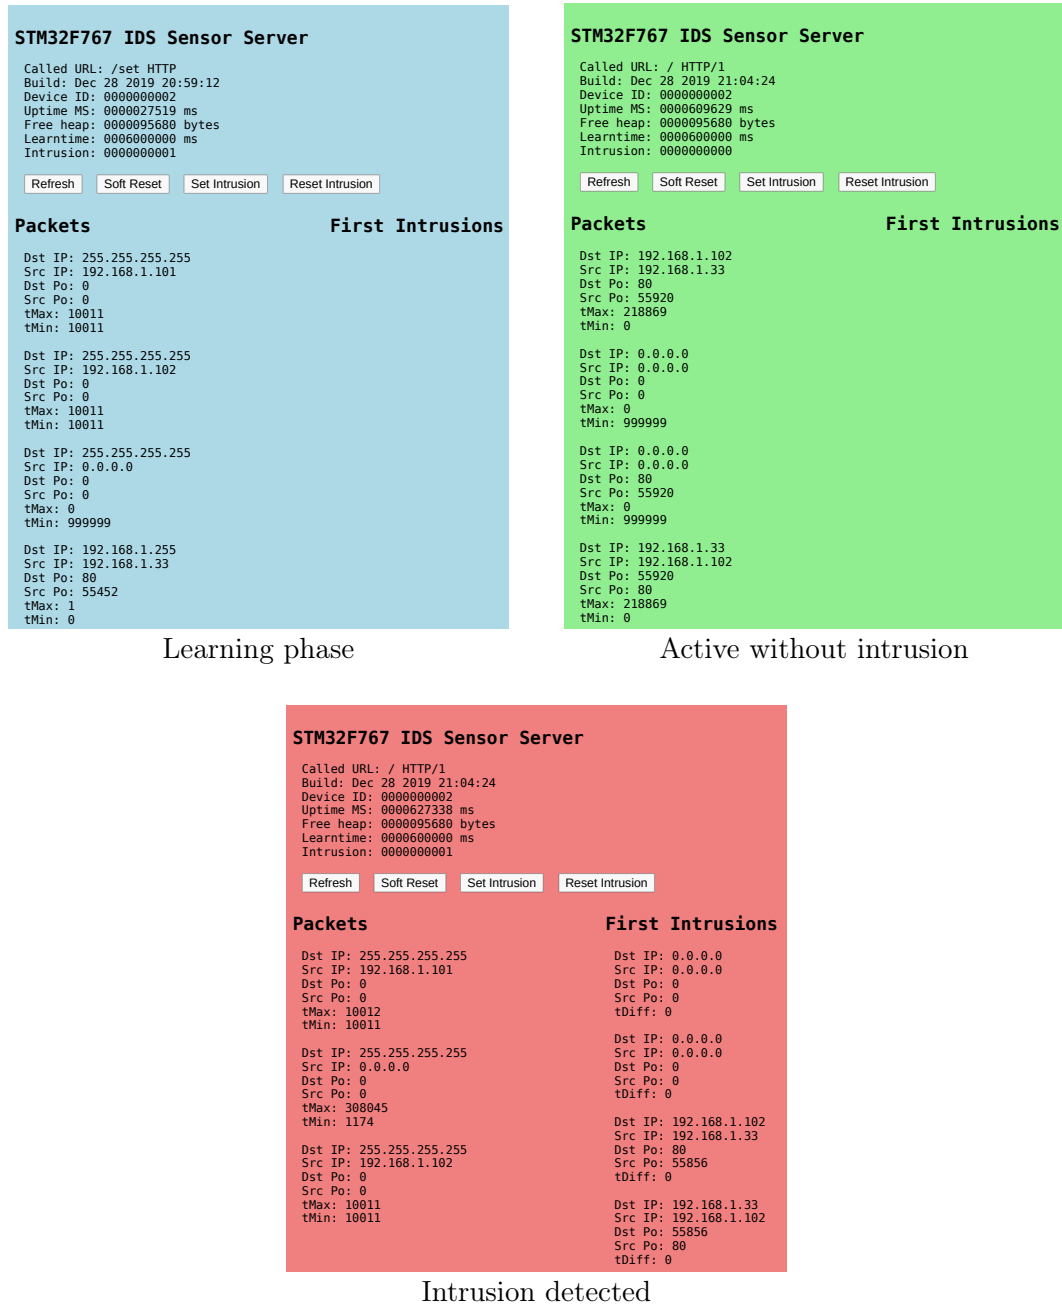 STM32F767 IDS Sensor Server
Called URL: /set HTTP
Build: Dec 28 2019 20:59:12
Device ID: 0000000002
Uptime MS: 0000027519 ms
Free heap: 0000095680 bytes
Learntime: 0006000000 ms
Intrusion: 0000000001
Refresh Soft Reset Set Intrusion Reset Intrusion
Packets First Intrusions
Dst IP: 255.255.255.255
Src IP: 192.168.1.101
Dst Po: 0
Src Po: 0
tMax: 10011
tMin: 10011
Dst IP: 255.255.255.255
Src IP: 192.168.1.102
Dst Po: 0
Src Po: 0
tMax: 10011
tMin: 10011
Dst IP: 255.255.255.255
Src IP: 0.0.0.0
Dst Po: 0
Src Po: 0
tMax: 0
tMin: 999999
Dst IP: 192.168.1.255
Src IP: 192.168.1.33
Dst Po: 80
Src Po: 55452
tMax: 1
tMin: 0
Learning phase
STM32F767 IDS Sensor Server
Called URL: / HTTP/1
Build: Dec 28 2019 21:04:24
Device ID: 0000000002
Uptime MS: 0000609629 ms
Free heap: 0000095680 bytes
Learntime: 0000600000 ms
Intrusion: 0000000000
Refresh Soft Reset Set Intrusion Reset Intrusion
Packets First Intrusions
Dst IP: 192.168.1.102
Src IP: 192.168.1.33
Dst Po: 80
Src Po: 55920
tMax: 218869
tMin: 0
Dst IP: 0.0.0.0
Src IP: 0.0.0.0
Dst Po: 0
Src Po: 0
tMax: 0
tMin: 999999
Dst IP: 0.0.0.0
Src IP: 0.0.0.0
Dst Po: 80
Src Po: 55920
tMax: 0
tMin: 999999
Dst IP: 192.168.1.33
Src IP: 192.168.1.102
Dst Po: 55920
Src Po: 80
tMax: 218869
tMin: 0
Active without intrusion
STM32F767 IDS Sensor Server
Called URL: / HTTP/1
Build: Dec 28 2019 21:04:24
Device ID: 0000000002
Uptime MS: 0000627338 ms
Free heap: 0000095680 bytes
Learntime: 0000600000 ms
Intrusion: 0000000001
Refresh Soft Reset Set Intrusion Reset Intrusion
Packets
Dst IP: 255.255.255.255
Src IP: 192.168.1.101
Dst Po: 0
Src Po: 0
tMax: 10012
tMin: 10011
Dst IP: 255.255.255.255
Src IP: 0.0.0.0
Dst Po: 0
Src Po: 0
tMax: 308045
tMin: 1174
Dst IP: 255.255.255.255
Src IP: 192.168.1.102
Dst Po: 0
Src Po: 0
tMax: 10011
tMin: 10011
First Intrusions
Dst IP: 0.0.0.0
Src IP: 0.0.0.0
Dst Po: 0
Src Po: 0
tDiff: 0
Dst IP: 0.0.0.0
Src IP: 0.0.0.0
Dst Po: 0
Src Po: 0
tDiff: 0
Dst IP: 192.168.1.102
Src IP: 192.168.1.33
Dst Po: 80
Src Po: 55856
tDiff: 0
Dst IP: 192.168.1.33
Src IP: 192.168.1.102
Dst Po: 55856
Src Po: 80
tDiff: 0
Intrusion detected